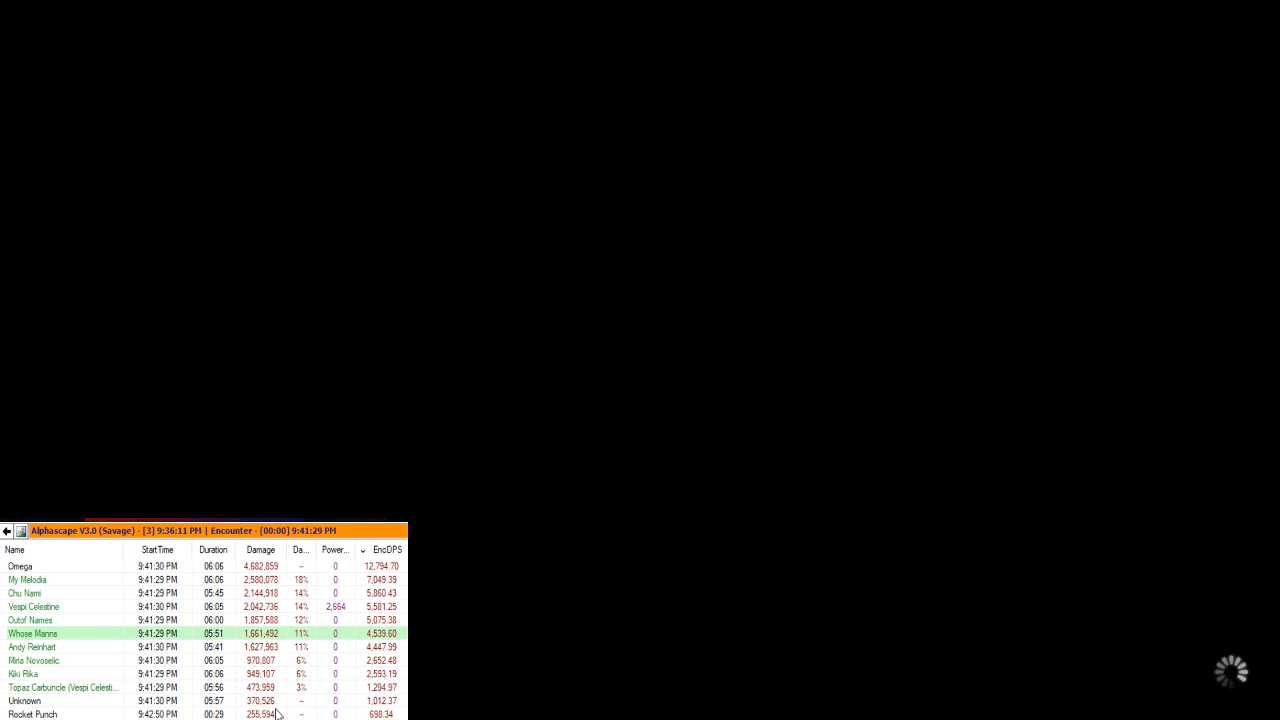 Alphascape V3.0 (Savage) - [3] 9:36:11 PM | Encounter - [00:00] 9:41:29 PM
Name StartTime Duration Damage Da... Power... EncDPS
Omega 9:41:30 PM 06:06 4,682,859 -- 0 12,794.70
My Melodia 9:41:29 PM 06:06 2,580,078 18% 0 7,049.39
Chu Nami 9:41:29 PM 05:45 2,144,918 14% 0 5,860.43
Vespi Celestine 9:41:30 PM 06:05 2,042,736 14% 2,664 5,581.25
Outof Names 9:41:29 PM 06:00 1,857,588 12% 0 5,075.38
Whose Manns 9:41:29 PM 05:51 1,661,492 11% 0 4,539.60
Andy Reinhart 9:41:30 PM 05:41 1,627,963 11% 0 4,447.99
Miria Novoselic 9:41:30 PM 06:05 970,807 6% 0 2,652.48
Kiki Rika 9:41:29 PM 06:06 949,107 6% 0 2,593.19
Topaz Carbuncle (Vespi Celesti... 9:41:29 PM 05:56 473,959 3% 0 1,294.97
Unknown 9:41:30 PM 05:57 370,526 -- 0 1,012.37
Rocket Punch 9:42:50 PM 00:29 255,594 -- 0 698.34